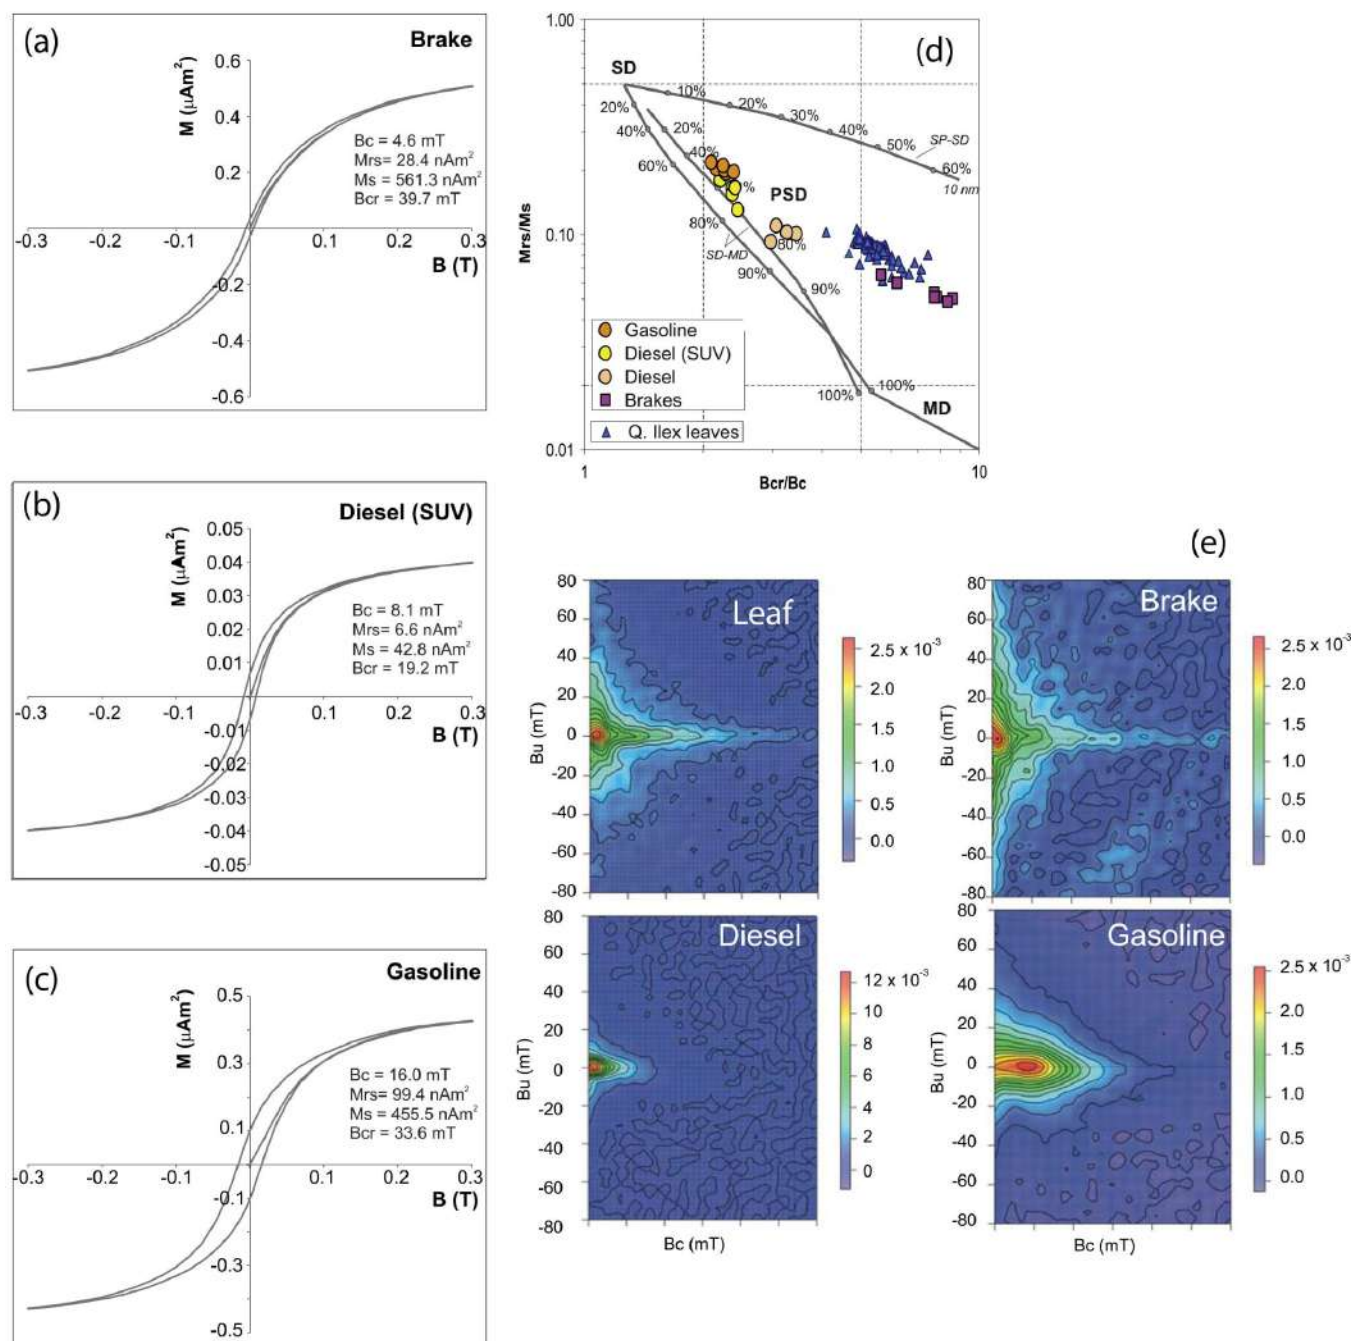 (a)
Brake
M (μAm²)
0.6
0.4
0.2
Bc = 4.6 mT
Mrs= 28.4 nAm²
Ms = 561.3 nAm²
Bcr = 39.7 mT
-0.3 -0.2 -0.1 0 0 0.1 0.2 0.3
B (T)
-0.2
-0.4
-0.6
(b)
Diesel (SUV)
M (μAm²)
0.05
0.04
0.03
0.02
0.01
Bc = 8.1 mT
Mrs= 6.6 nAm²
Ms = 42.8 nAm²
Bcr = 19.2 mT
-0.3 -0.2 -0.1 0.1 0.2 0.3
B (T)
-0.01
-0.02
-0.03
-0.04
-0.05
(c)
Gasoline
M (μAm²)
0.5
0.3
0.1
Bc = 16.0 mT
Mrs= 99.4 nAm²
Ms = 455.5 nAm²
Bcr = 33.6 mT
-0.3 -0.2 -0.1 0 0.1 0.2 0.3
B (T)
-0.1
-0.3
-0.5
(d)
1.00
0.10
0.01
Mrs/Ms
SD
10%
20%
30%
40%
50%
60%
SP-SD
10 nm
20%
40%
60%
80%
90%
100%
20%
40%
%
80%
90%
100%
SD-MD
PSD
MD
Gasoline
Diesel (SUV)
Diesel
Brakes
Q. Ilex leaves
1 10
Bcr/Bc
(e)
Leaf
80
60
40
20
0
-20
-40
-60
-80
Bu (mT)
2.5 x 10⁻³
2.0
1.5
1.0
0.5
0.0
Brake
80
60
40
20
0
-20
-40
-60
-80
Bu (mT)
2.5 x 10⁻³
2.0
1.5
1.0
0.5
0.0
Diesel
80
60
40
20
0
-20
-40
-60
-80
Bu (mT)
Bc (mT)
12 x 10⁻³
10
8
6
4
2
0
Gasoline
80
60
40
20
0
-20
-40
-60
-80
Bu (mT)
Bc (mT)
2.5 x 10⁻³
2.0
1.5
1.0
0.5
0.0